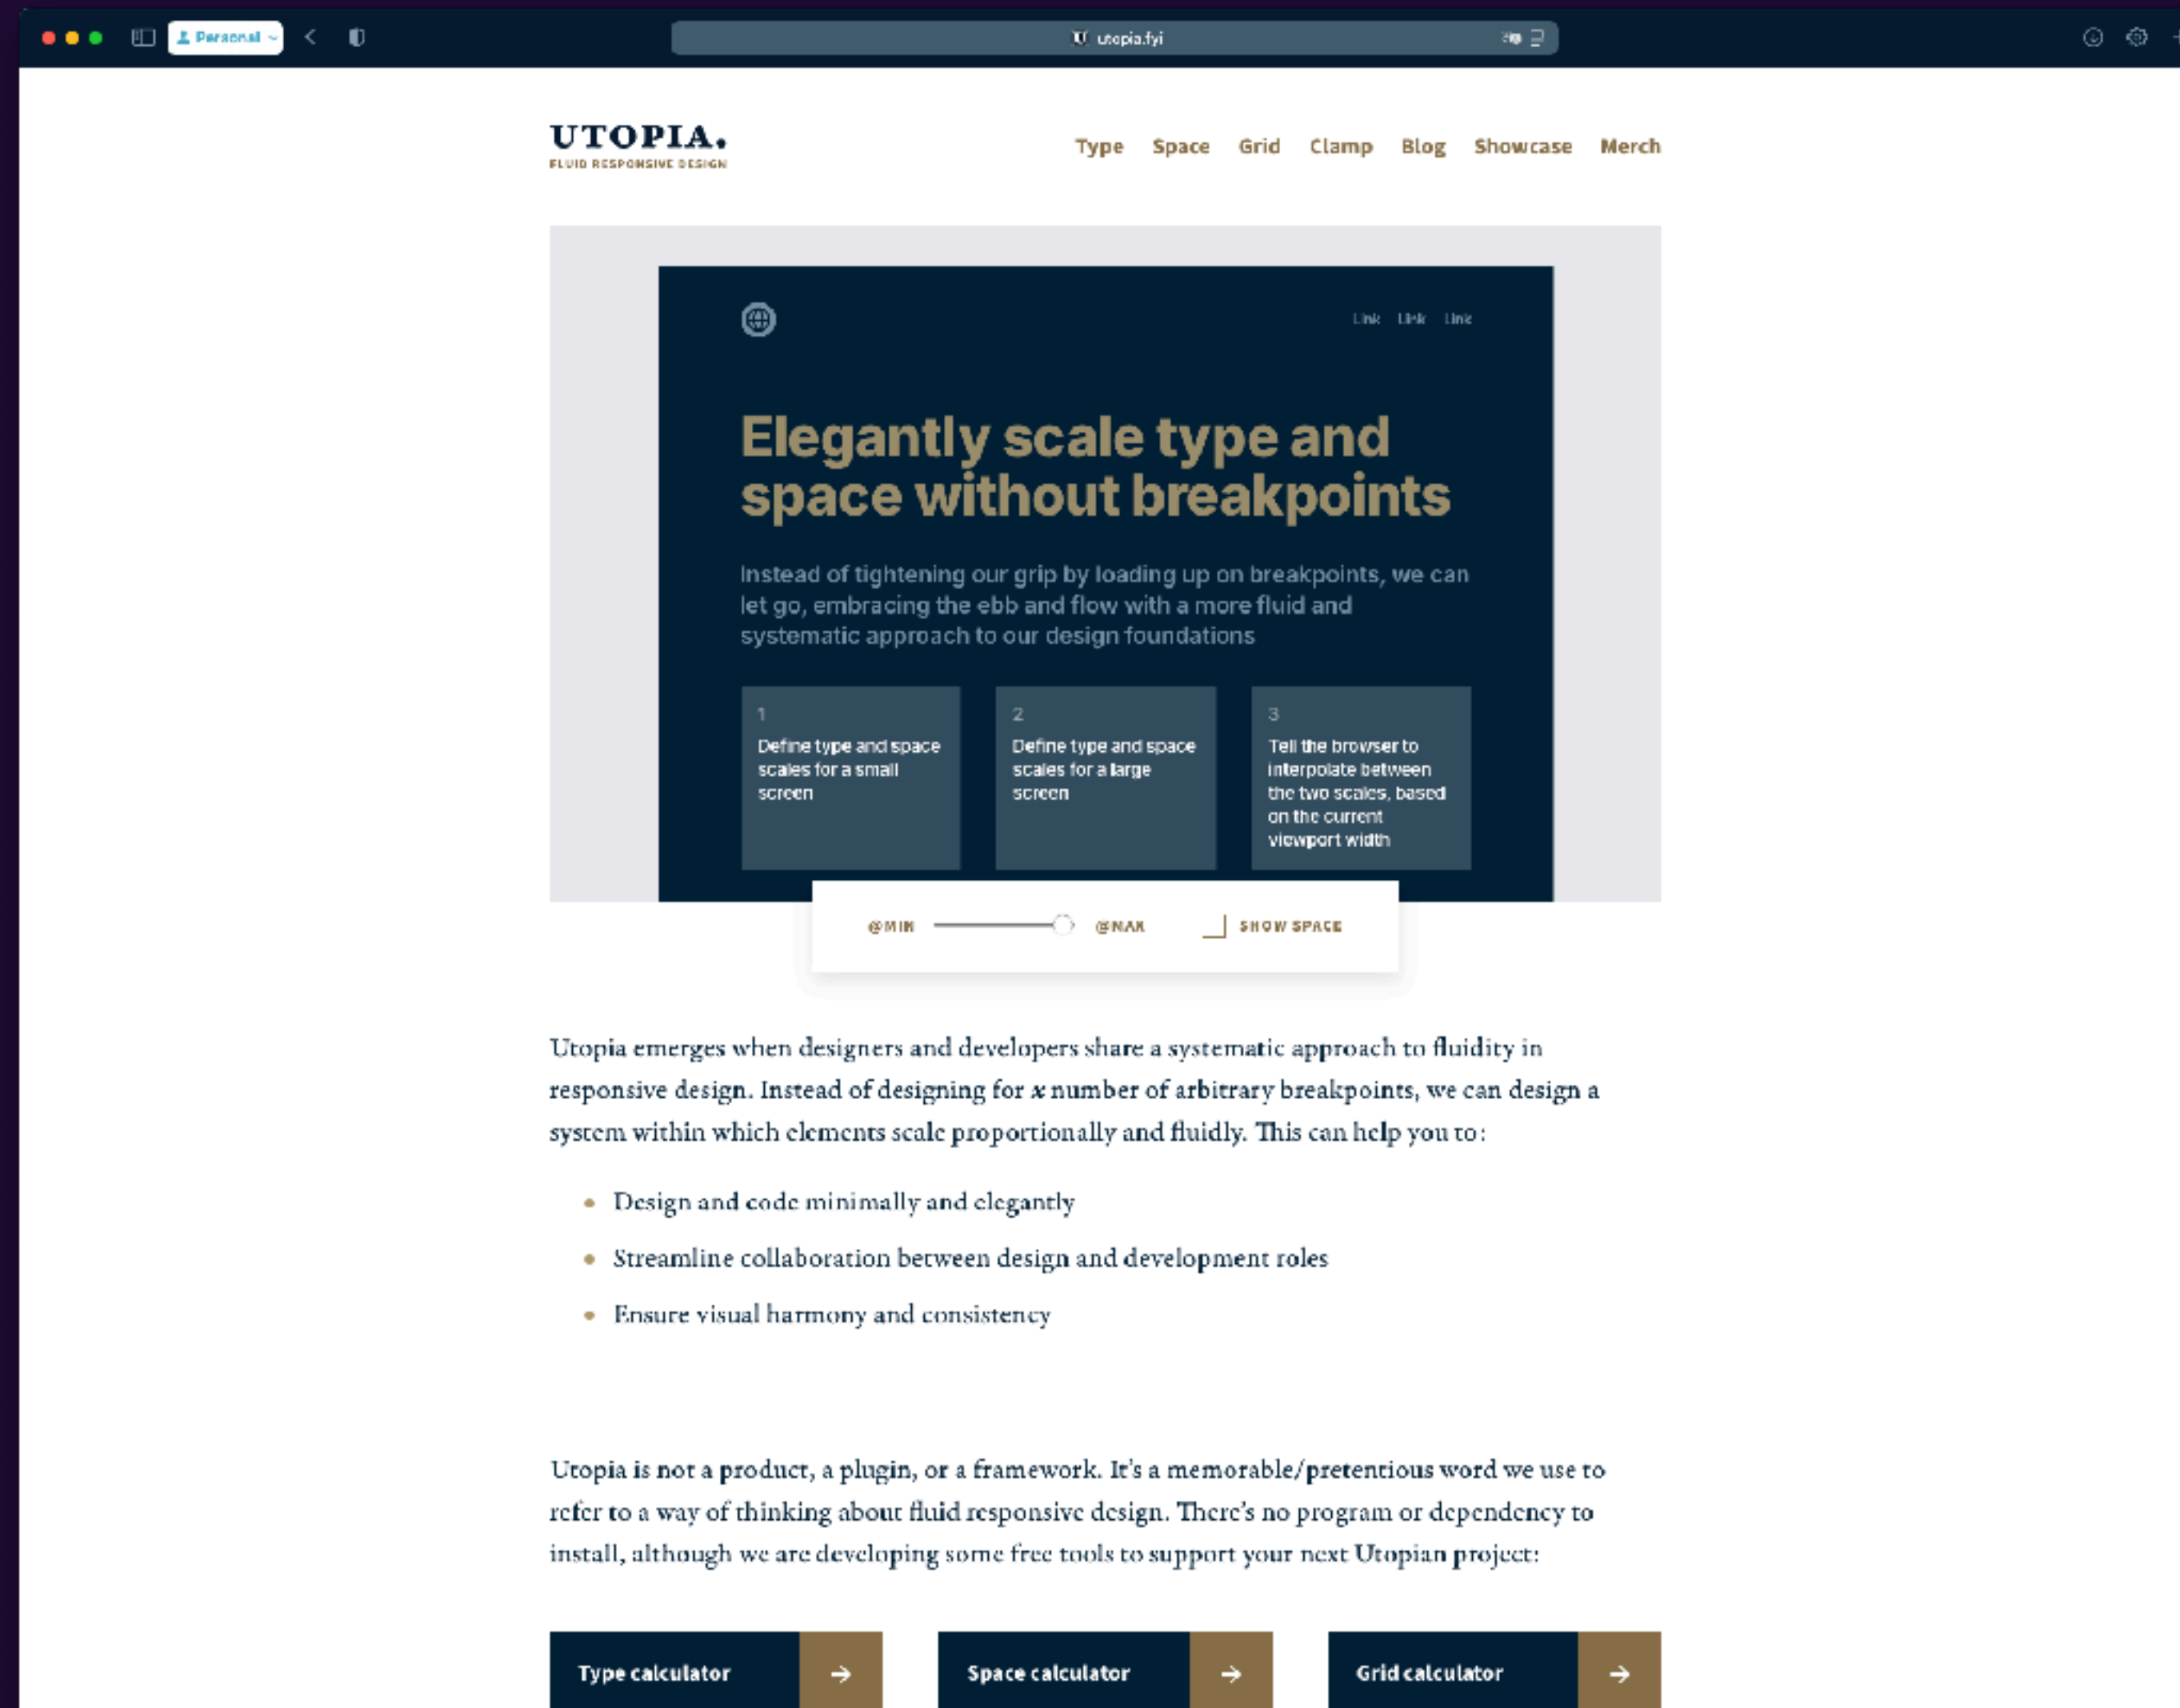 Personal
utopia.fyi
UTOPIA.
FLUID RESPONSIVE DESIGN
Type Space Grid Clamp Blog Showcase Merch
Link Link Link
Elegantly scale type and
space without breakpoints
Instead of tightening our grip by loading up on breakpoints, we can
let go, embracing the ebb and flow with a more fluid and
systematic approach to our design foundations
1
Define type and space
scales for a small
screen
2
Define type and space
scales for a large
screen
3
Tell the browser to
interpolate between
the two scales, based
on the current
viewport width
@MIN @MAX SHOW SPACE
Utopia emerges when designers and developers share a systematic approach to fluidity in
responsive design. Instead of designing for x number of arbitrary breakpoints, we can design a
system within which elements scale proportionally and fluidly. This can help you to:
• Design and code minimally and elegantly
• Streamline collaboration between design and development roles
• Ensure visual harmony and consistency
Utopia is not a product, a plugin, or a framework. It’s a memorable/pretentious word we use to
refer to a way of thinking about fluid responsive design. There’s no program or dependency to
install, although we are developing some free tools to support your next Utopian project:
Type calculator → Space calculator → Grid calculator →